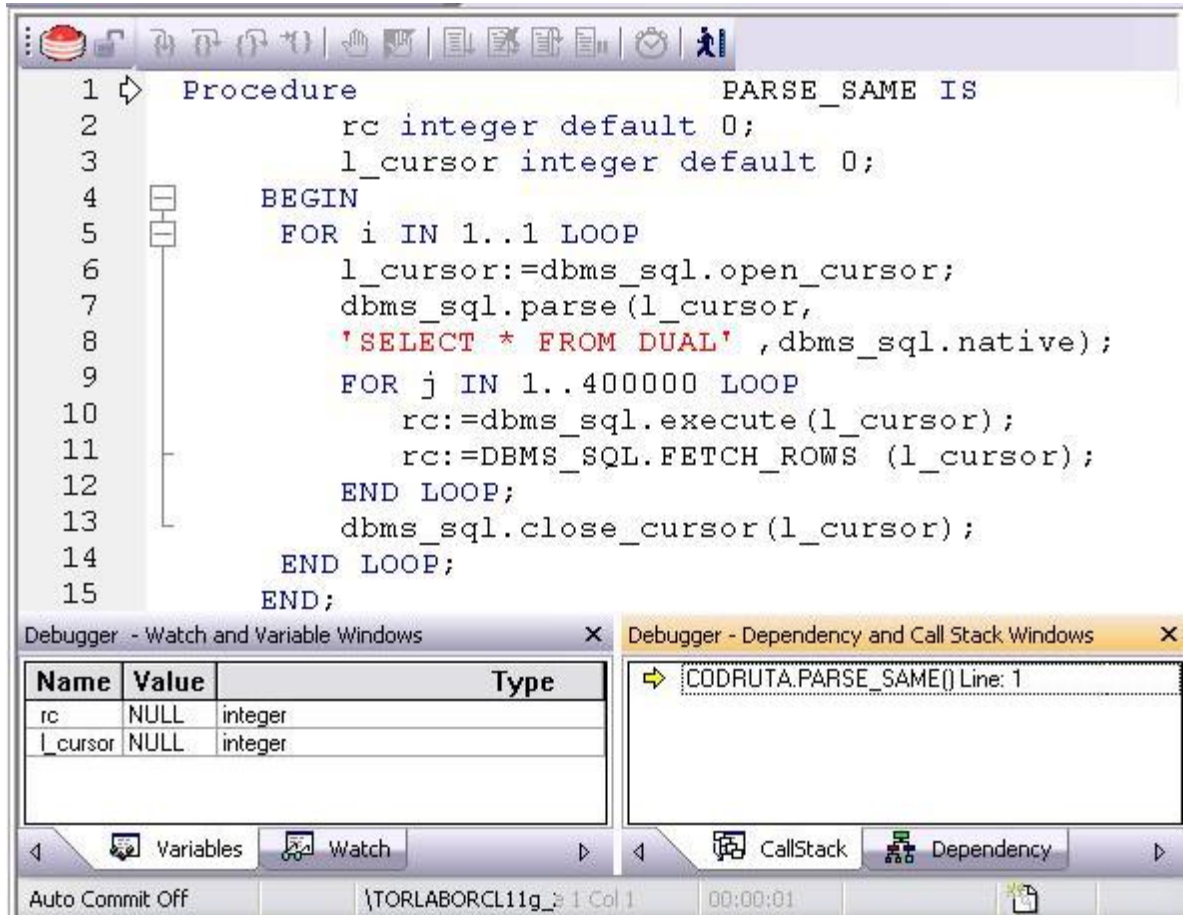 1 Procedure PARSE_SAME IS
2 rc integer default 0;
3 l_cursor integer default 0;
4 BEGIN
5 FOR i IN 1..1 LOOP
6 l_cursor:=dbms_sql.open_cursor;
7 dbms_sql.parse(l_cursor,
8 'SELECT * FROM DUAL' ,dbms_sql.native);
9 FOR j IN 1..400000 LOOP
10 rc:=dbms_sql.execute(l_cursor);
11 rc:=DBMS_SQL.FETCH_ROWS (l_cursor);
12 END LOOP;
13 dbms_sql.close_cursor(l_cursor);
14 END LOOP;
15 END;
Debugger - Watch and Variable Windows
Name Value Type
rc NULL integer
l_cursor NULL integer
Variables Watch
Debugger - Dependency and Call Stack Windows
CODRUTA.PARSE_SAME() Line: 1
CallStack Dependency
Auto Commit Off \TORLABORCL11g_ 1 Col 1 00:00:01